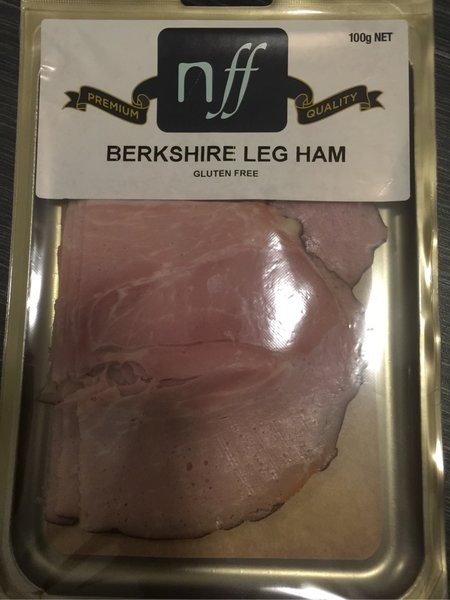 100g NET
nff
PREMIUM QUALITY
BERKSHIRE LEG HAM
GLUTEN FREE